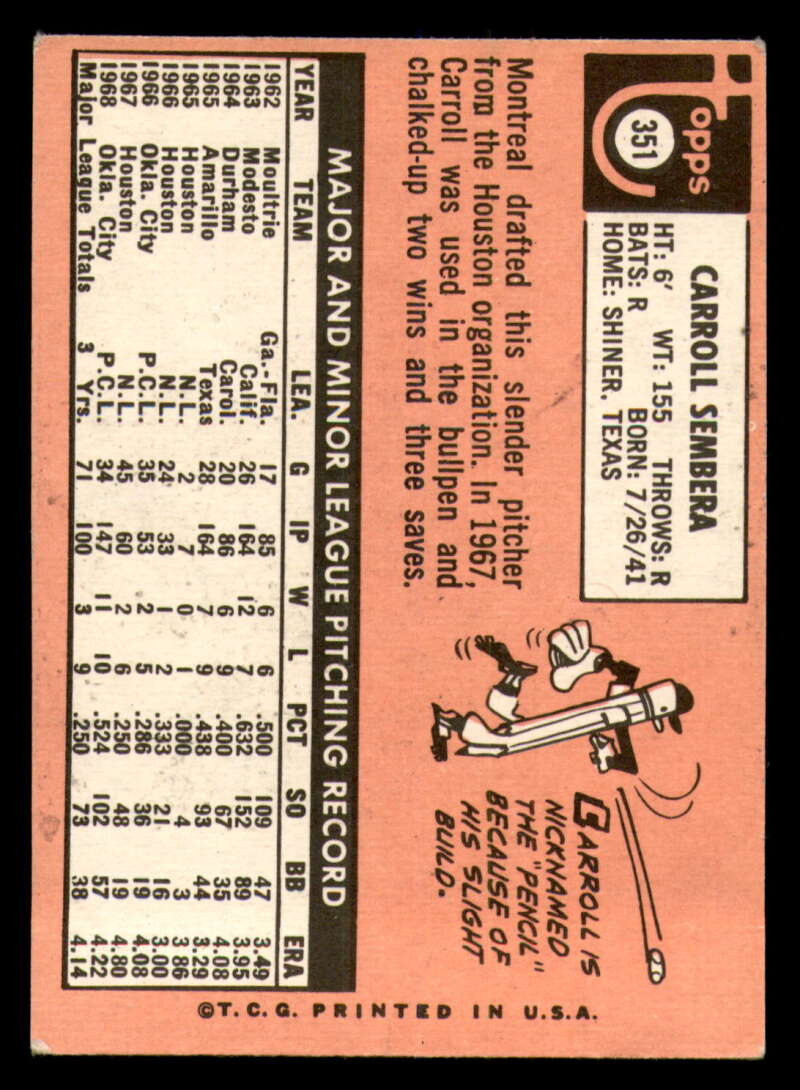 Topps
351
CARROLL SEMBERA
HT: 6' WT: 155 THROWS: R
BATS: R BORN: 7/26/41
HOME: SHINER, TEXAS
Montreal drafted this slender pitcher
from the Houston organization. In 1967,
Carroll was used in the bullpen and
chalked-up two wins and three saves.
CARROLL IS
NICKNAMED
THE "PENCIL"
BECAUSE OF
HIS SLIGHT
BUILD.
MAJOR AND MINOR LEAGUE PITCHING RECORD
YEAR TEAM LEA. G IP W L PCT SO BB ERA
1962 Moultrie Ga.-Fla. 17 85 6 6 .500 109 47 3.49
1963 Modesto Calif. 26 164 12 7 .632 152 89 3.95
1964 Durham Carol. 20 86 6 9 .400 67 35 4.08
1965 Amarillo Texas 28 164 7 9 .438 93 44 3.29
1965 Houston N.L. 2 7 0 1 .000 4 3 3.86
1966 Houston N.L. 24 33 1 2 .333 21 16 3.00
1966 Okla. City P.C.L. 35 53 2 5 .286 36 19 4.08
1967 Houston N.L. 45 60 2 6 .250 48 19 4.80
1968 Okla. City P.C.L. 34 147 11 10 .524 102 57 4.22
Major League Totals 3 Yrs. 71 100 3 9 .250 73 38 4.14
©T.C.G. PRINTED IN U.S.A.